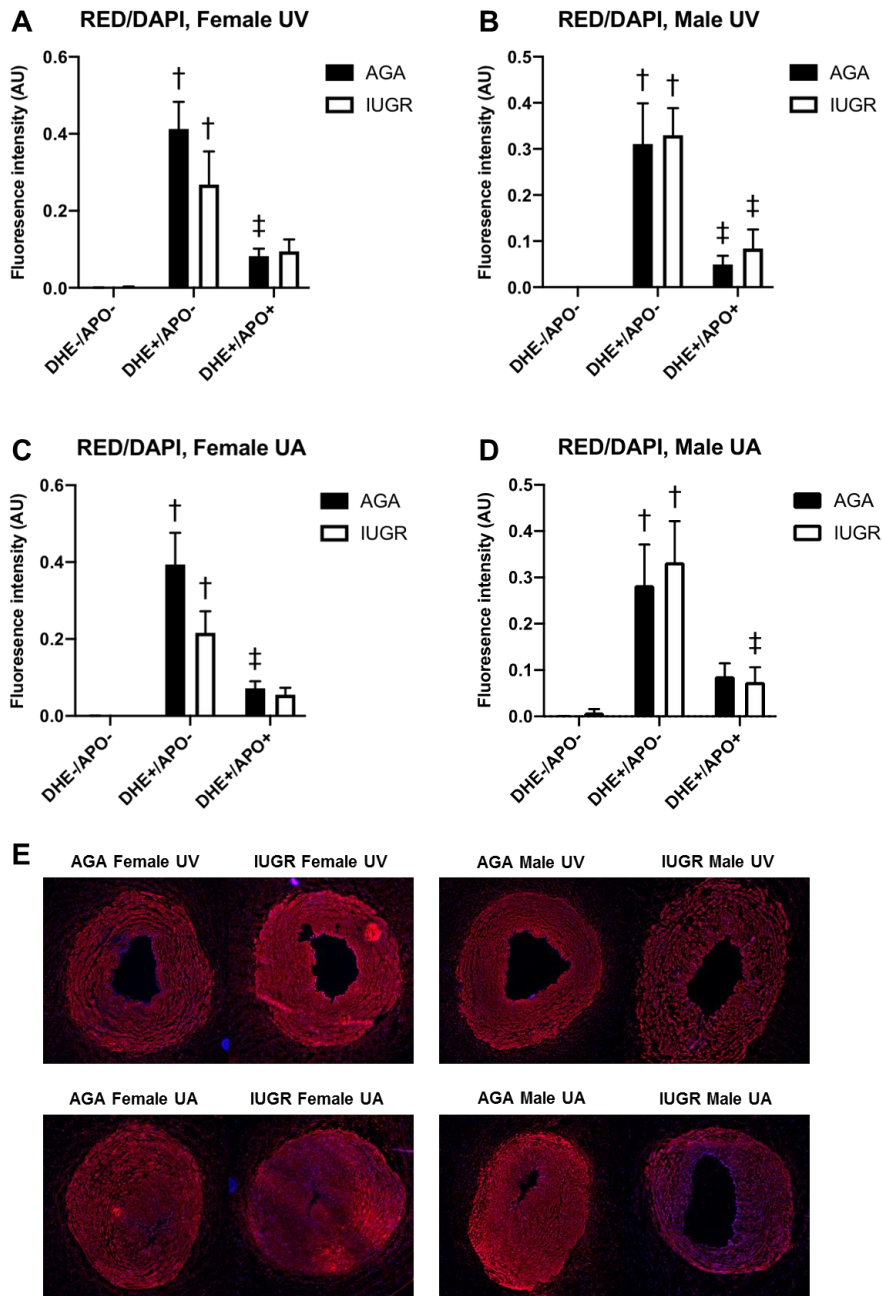 A
RED/DAPI, Female UV
Fluoresence intensity (AU)
0.6
0.4
0.2
0.0
†
†
‡
AGA
IUGR
DHE-/APO-
DHE+/APO-
DHE+/APO+
B
RED/DAPI, Male UV
Fluoresence intensity (AU)
0.5
0.4
0.3
0.2
0.1
0.0
†
†
‡
‡
AGA
IUGR
DHE-/APO-
DHE+/APO-
DHE+/APO+
C
RED/DAPI, Female UA
Fluoresence intensity (AU)
0.6
0.4
0.2
0.0
†
†
‡
AGA
IUGR
DHE-/APO-
DHE+/APO-
DHE+/APO+
D
RED/DAPI, Male UA
Fluoresence intensity (AU)
0.5
0.4
0.3
0.2
0.1
0.0
†
†
‡
AGA
IUGR
DHE-/APO-
DHE+/APO-
DHE+/APO+
E
AGA Female UV
IUGR Female UV
AGA Male UV
IUGR Male UV
AGA Female UA
IUGR Female UA
AGA Male UA
IUGR Male UA